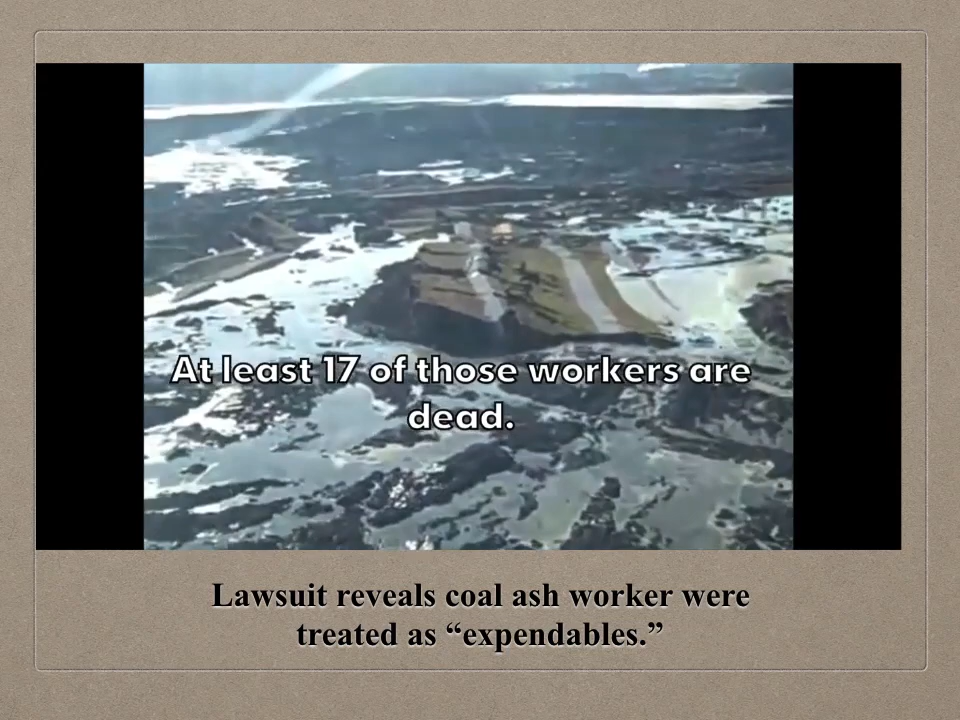 At least 17 of those workers are
dead.
Lawsuit reveals coal ash worker were
treated as “expendables.”